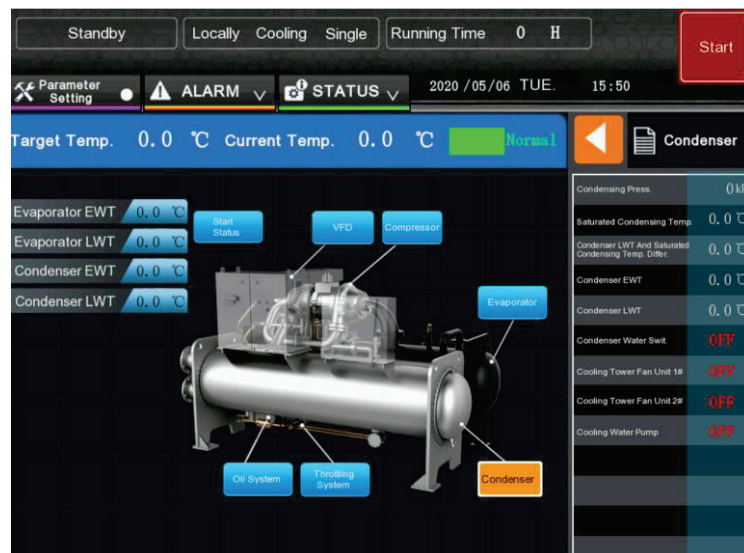 Standby
Locally Cooling Single
Running Time 0 H
Start
Parameter
Setting
ALARM
STATUS
2020 /05/06 TUE. 15:50
Target Temp. 0.0 ℃ Current Temp. 0.0 ℃
Normal
Condenser
Evaporator EWT 0.0 ℃
Evaporator LWT 0.0 ℃
Condenser EWT 0.0 ℃
Condenser LWT 0.0 ℃
Start
Status
VFD
Compressor
Evaporator
Oil System
Throttling
System
Condenser
Condensing Press. 0
Saturated Condensing Temp. 0.0
Condenser LWT And Saturated
Condensing Temp. Differ. 0.0
Condenser EWT 0.0
Condenser LWT 0.0
Condenser Water Swit. OFF
Cooling Tower Fan Unit 1# OFF
Cooling Tower Fan Unit 2# OFF
Cooling Water Pump OFF